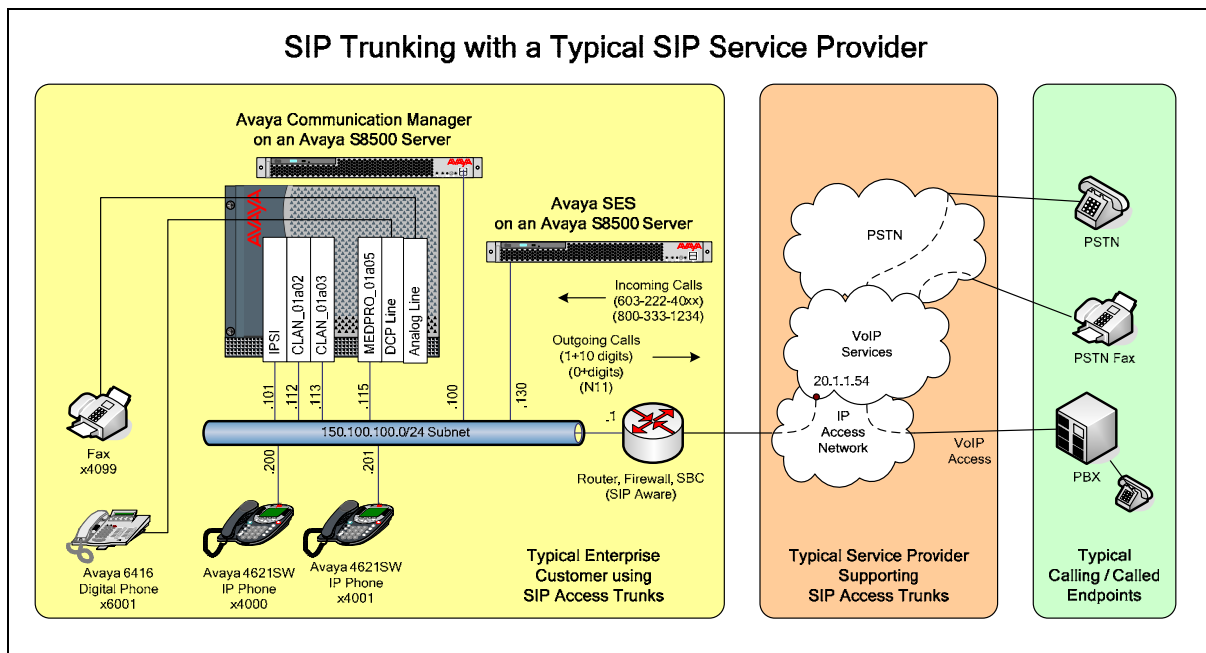 SIP Trunking with a Typical SIP Service Provider
Avaya Communication Manager
on an Avaya S8500 Server
AVAYA
AVAYA
IPSI
CLAN_01a02
CLAN_01a03
MEDPRO_01a05
DCP Line
Analog Line
Avaya SES
on an Avaya S8500 Server
AVAYA
Incoming Calls
(603-222-40xx)
(800-333-1234)
Outgoing Calls
(1+10 digits)
(0+digits)
(N11)
.101
.112
.113
.115
.100
.130
.1
150.100.100.0/24 Subnet
.200
.201
Fax
x4099
Avaya 6416
Digital Phone
x6001
Avaya 4621SW
IP Phone
x4000
Avaya 4621SW
IP Phone
x4001
Router, Firewall, SBC
(SIP Aware)
Typical Enterprise
Customer using
SIP Access Trunks
PSTN
VoIP
Services
20.1.1.54
IP
Access
Network
VoIP
Access
Typical Service Provider
Supporting
SIP Access Trunks
PSTN
PSTN Fax
PBX
Typical
Calling / Called
Endpoints